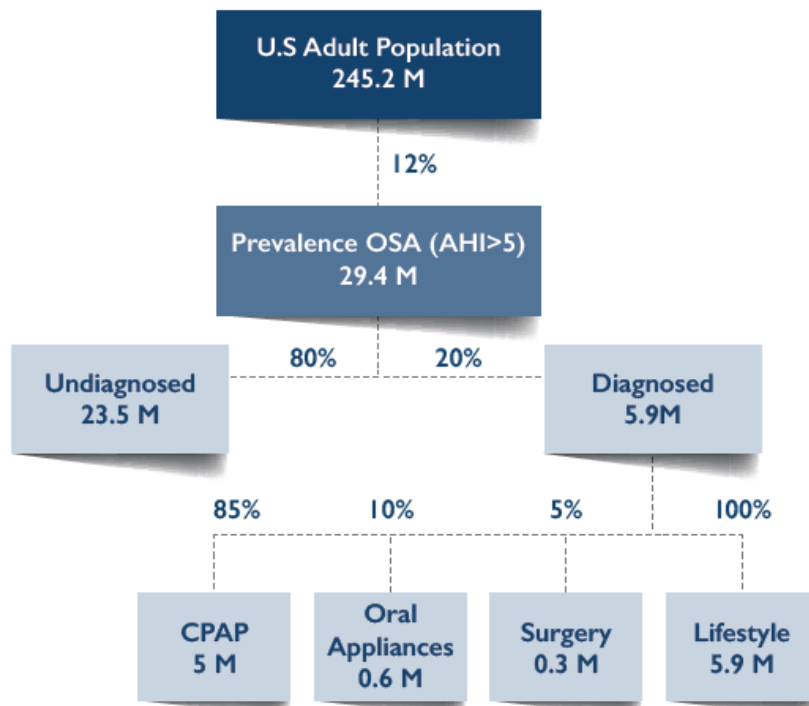 U.S Adult Population
245.2 M
12%
Prevalence OSA (AHI>5)
29.4 M
80%
20%
Undiagnosed
23.5 M
Diagnosed
5.9M
85%
10%
5%
100%
CPAP
5 M
Oral
Appliances
0.6 M
Surgery
0.3 M
Lifestyle
5.9 M